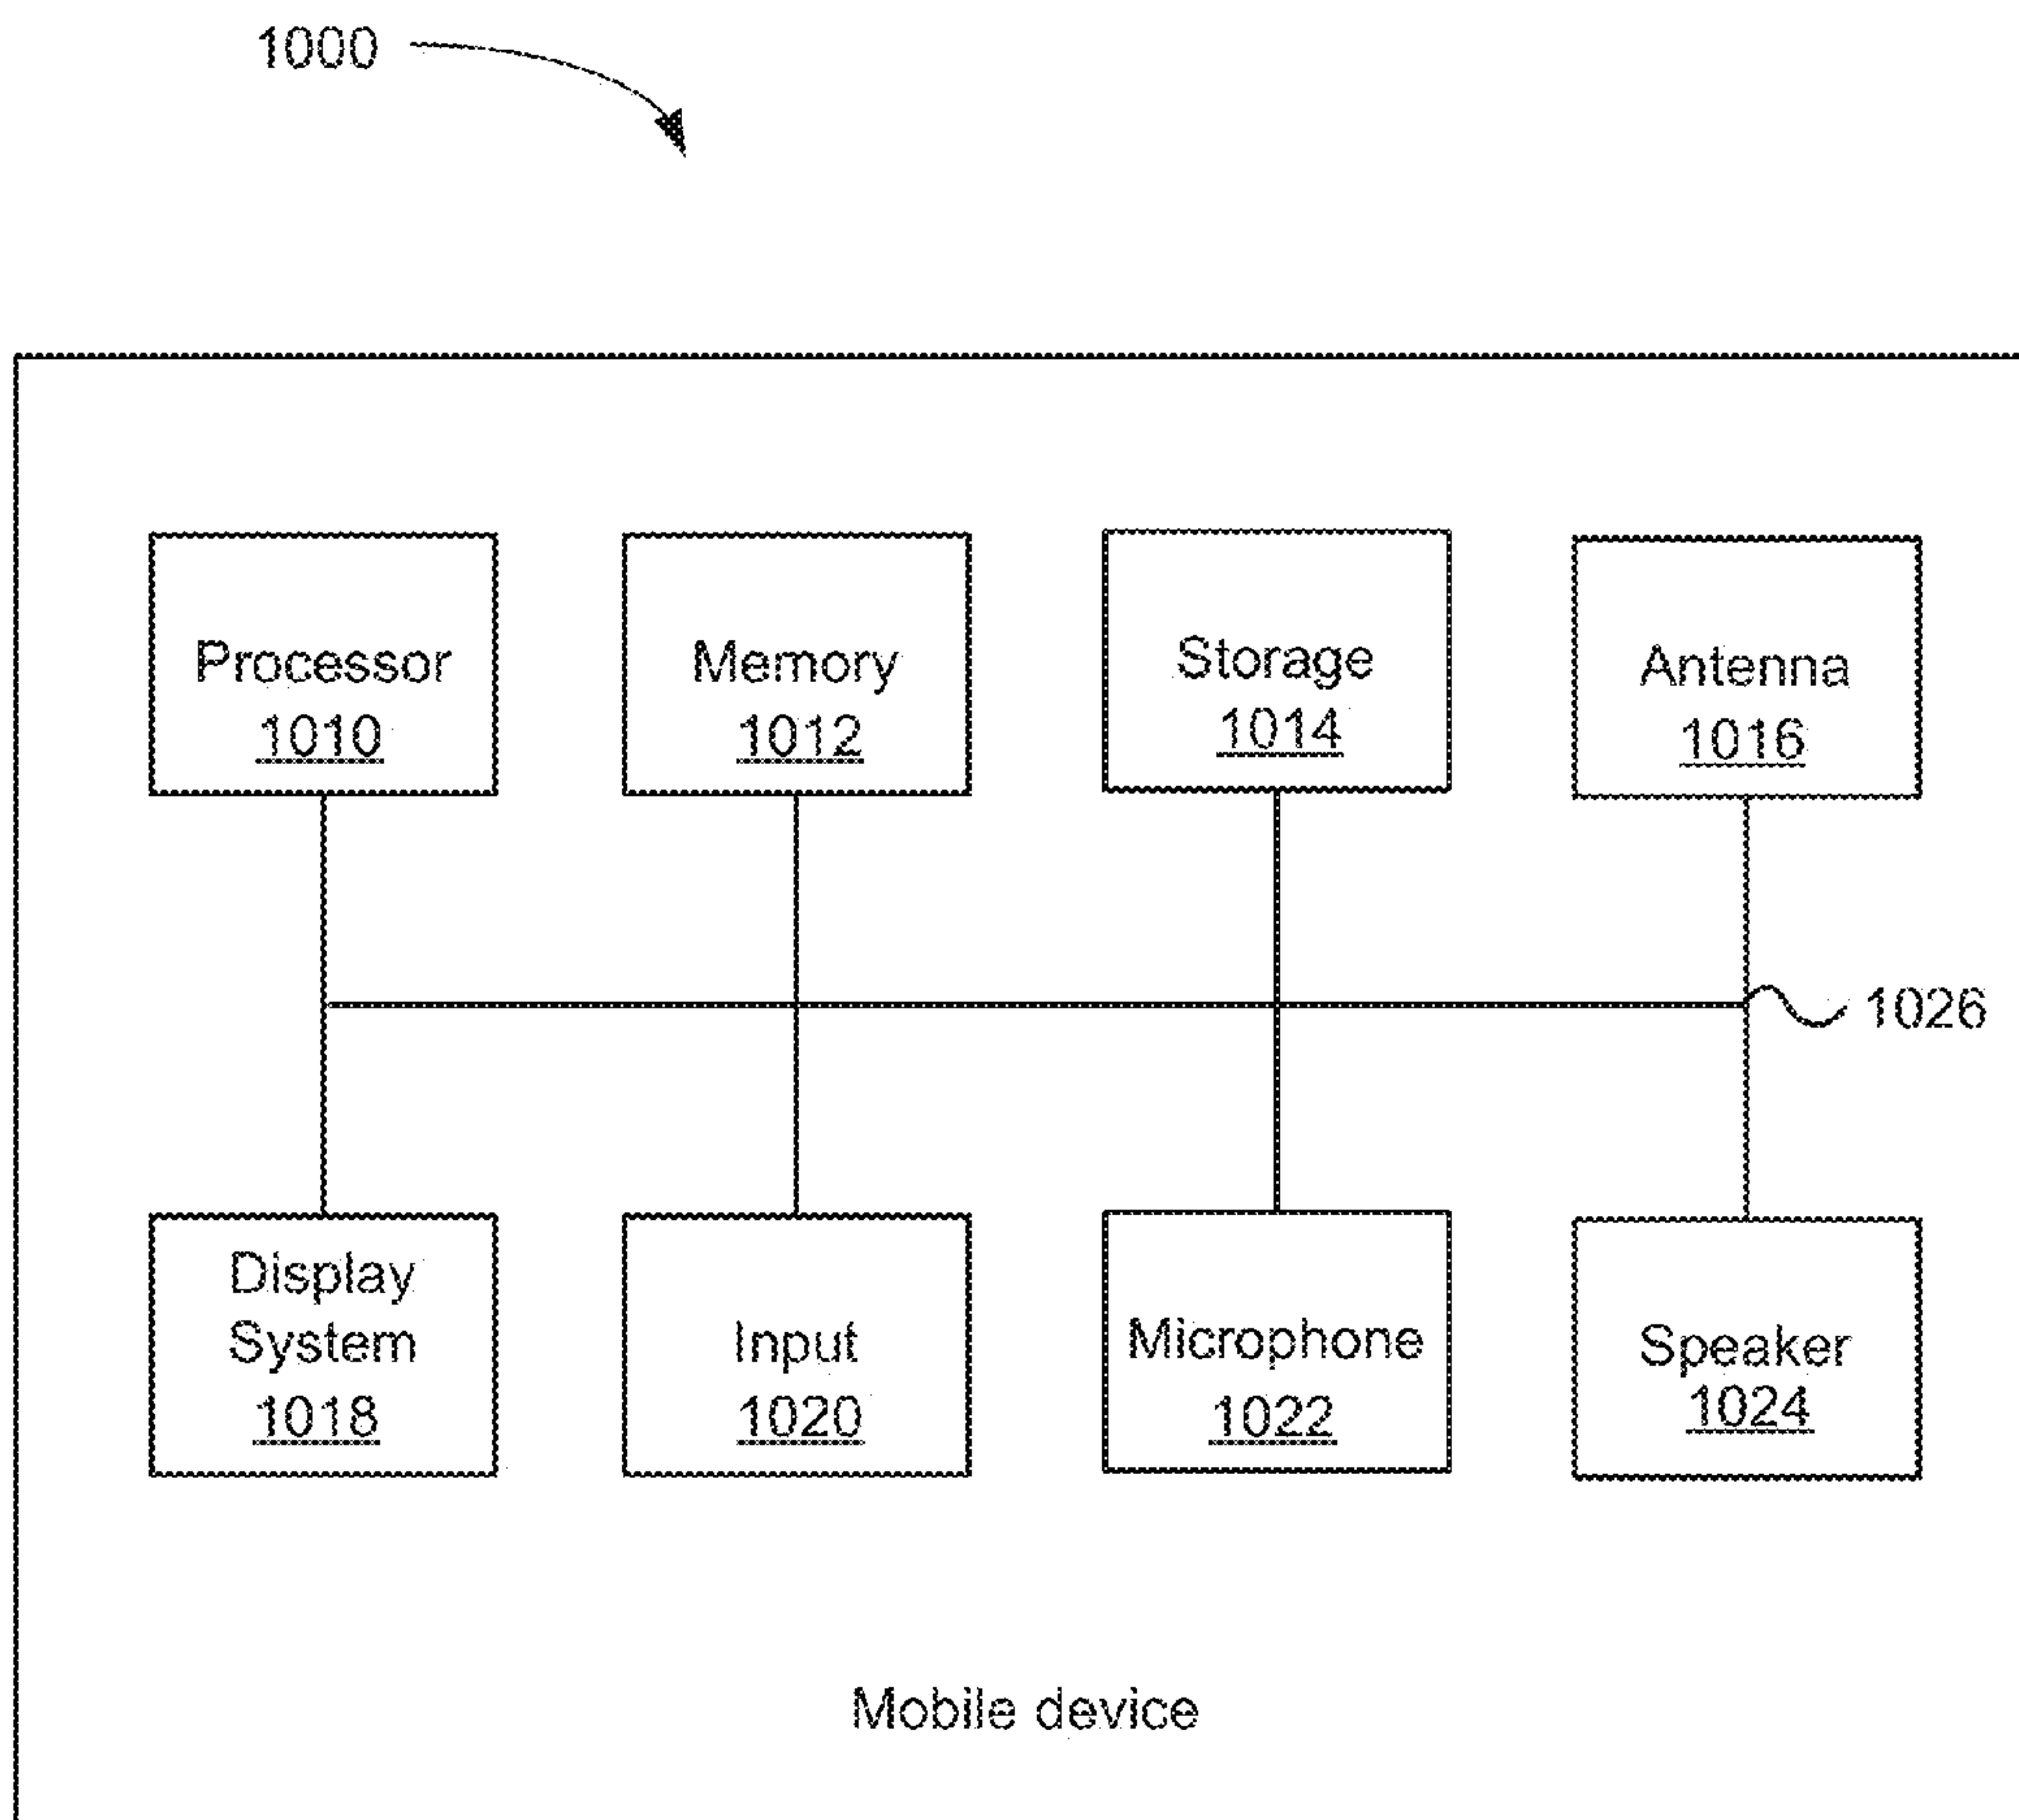 1000
Processor
1010
Memory
1012
Storage
1014
Antenna
1016
1026
Display
System
1018
Input
1020
Microphone
1022
Speaker
1024
Mobile device